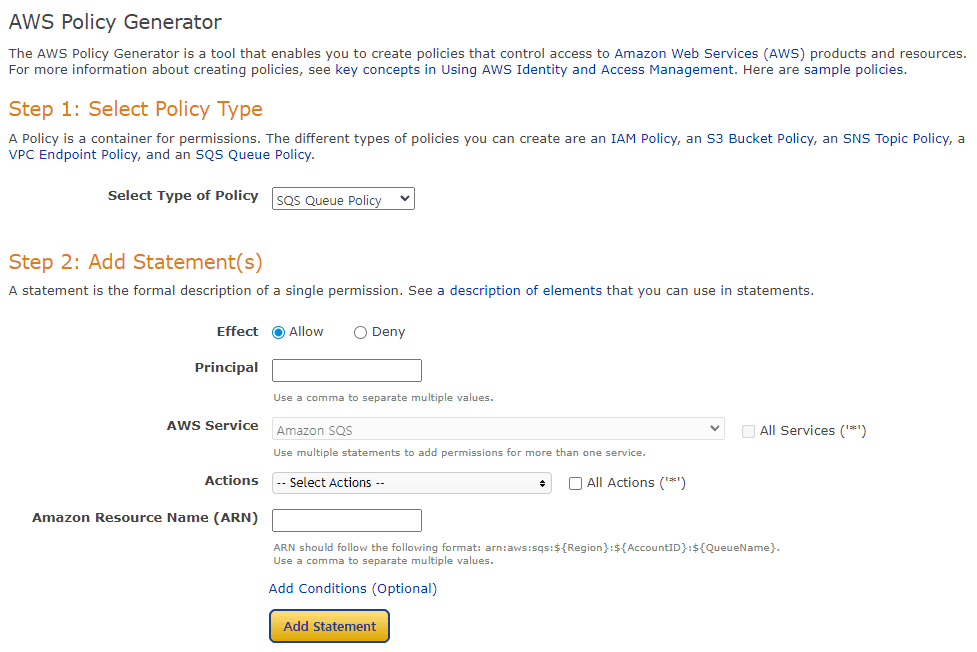 AWS Policy Generator
The AWS Policy Generator is a tool that enables you to create policies that control access to Amazon Web Services (AWS) products and resources.
For more information about creating policies, see key concepts in Using AWS Identity and Access Management. Here are sample policies.
Step 1: Select Policy Type
A Policy is a container for permissions. The different types of policies you can create are an IAM Policy, an S3 Bucket Policy, an SNS Topic Policy, a
VPC Endpoint Policy, and an SQS Queue Policy.
Select Type of Policy SQS Queue Policy
Step 2: Add Statement(s)
A statement is the formal description of a single permission. See a description of elements that you can use in statements.
Effect Allow Deny
Principal
Use a comma to separate multiple values.
AWS Service Amazon SQS All Services ('*')
Use multiple statements to add permissions for more than one service.
Actions -- Select Actions -- All Actions ('*')
Amazon Resource Name (ARN)
ARN should follow the following format: arn:aws:sqs:${Region}:${AccountID}:${QueueName}.
Use a comma to separate multiple values.
Add Conditions (Optional)
Add Statement